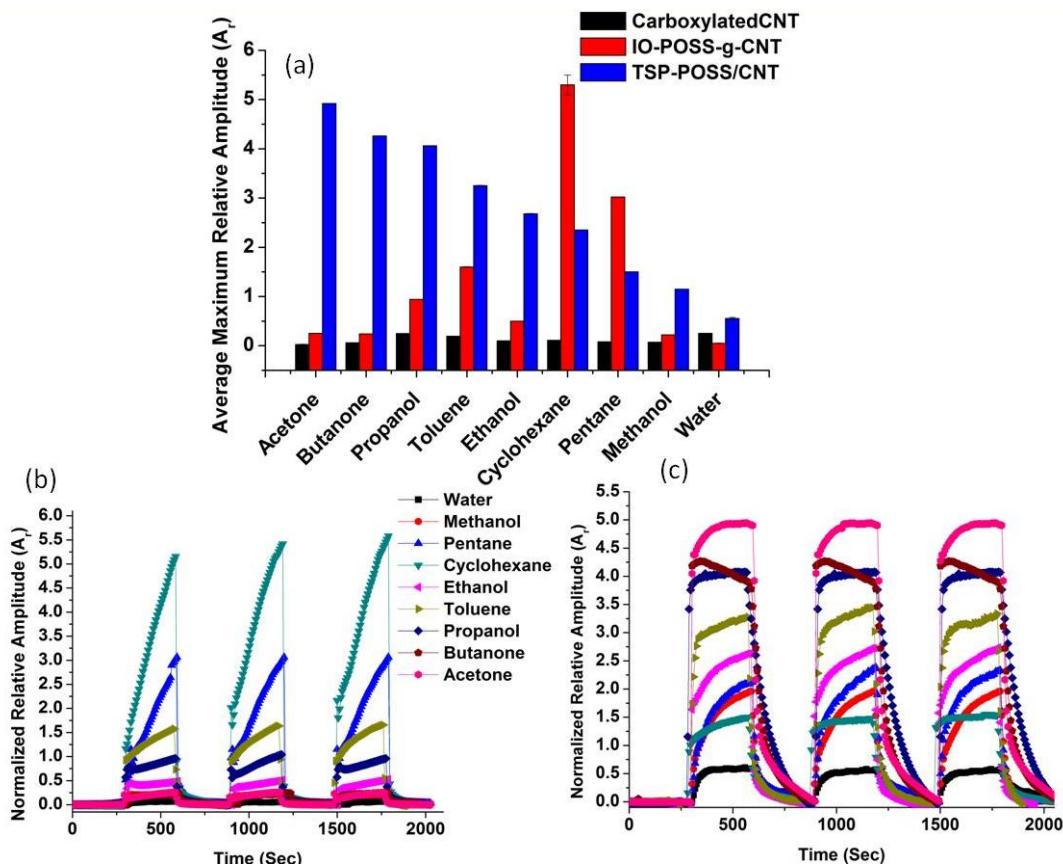 (a)
CarboxylatedCNT
IO-POSS-g-CNT
TSP-POSS/CNT
Average Maximum Relative Amplitude (Ar)
6
5
4
3
2
1
0
Acetone
Butanone
Propanol
Toluene
Ethanol
Cyclohexane
Pentane
Methanol
Water
(b)
Normalized Relative Amplitude (Ar)
6.0
5.5
5.0
4.5
4.0
3.5
3.0
2.5
2.0
1.5
1.0
0.5
0.0
0
500
1000
1500
2000
Time (Sec)
Water
Methanol
Pentane
Cyclohexane
Ethanol
Toluene
Propanol
Butanone
Acetone
(c)
Normalized Relative Amplitude (Ar)
5.5
5.0
4.5
4.0
3.5
3.0
2.5
2.0
1.5
1.0
0.5
0.0
0
500
1000
1500
2000
Time (Sec)